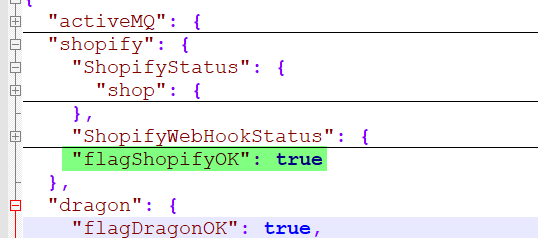 {
"activeMQ": {
"shopify": {
"ShopifyStatus": {
"shop": {
},
"ShopifyWebHookStatus": {
"flagShopifyOK": true
},
"dragon": {
"flagDragonOK": true,